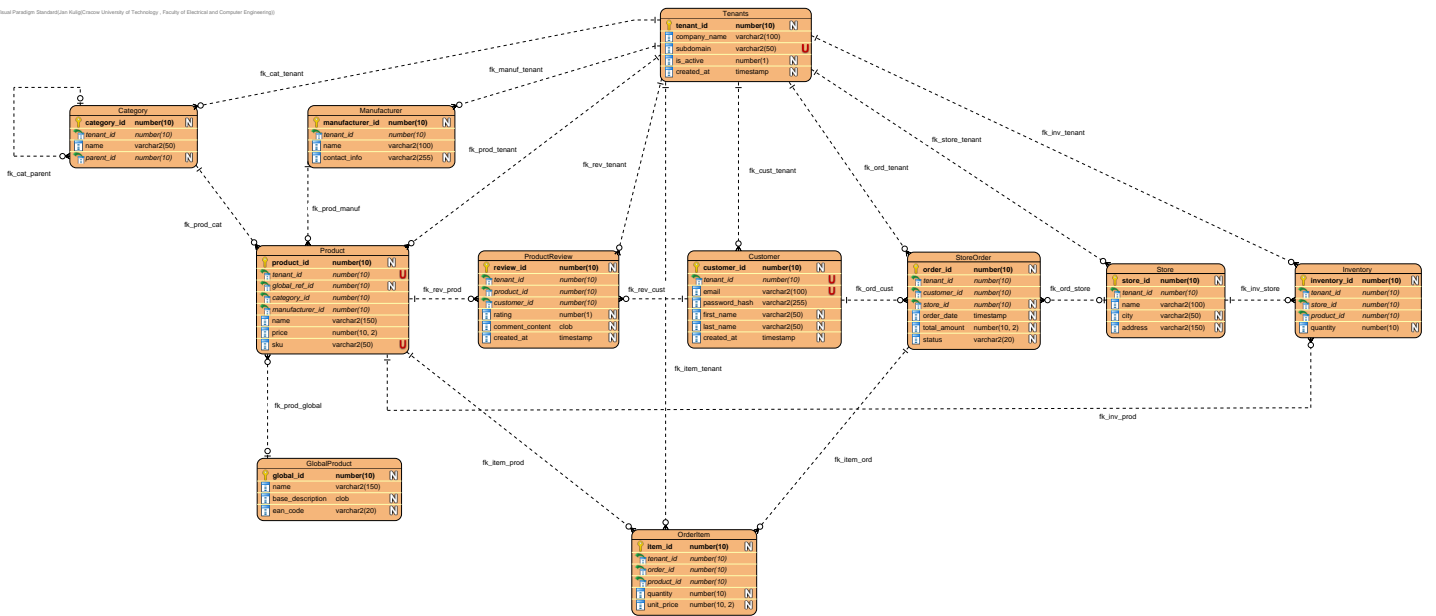 isual Paradigm Standard(Jan Kulig(Cracow University of Technology , Faculty of Electrical and Computer Engineering))
Tenants
tenant_id number(10) N
company_name varchar2(100)
subdomain varchar2(50) U
is_active number(1) N
created_at timestamp N
fk_cat_tenant
fk_manuf_tenant
fk_prod_tenant
fk_rev_tenant
fk_cust_tenant
fk_ord_tenant
fk_store_tenant
fk_inv_tenant
Category
category_id number(10) N
tenant_id number(10)
name varchar2(50)
parent_id number(10) N
fk_cat_parent
Manufacturer
manufacturer_id number(10) N
tenant_id number(10)
name varchar2(100)
contact_info varchar2(255) N
fk_prod_cat
fk_prod_manuf
Product
product_id number(10) N
tenant_id number(10) U
global_ref_id number(10) N
category_id number(10)
manufacturer_id number(10)
name varchar2(150)
price number(10, 2)
sku varchar2(50) U
fk_rev_prod
ProductReview
review_id number(10) N
tenant_id number(10)
product_id number(10)
customer_id number(10)
rating number(1) N
comment_content clob N
created_at timestamp N
fk_rev_cust
Customer
customer_id number(10) N
tenant_id number(10) U
email varchar2(100) U
password_hash varchar2(255)
first_name varchar2(50) N
last_name varchar2(50) N
created_at timestamp N
fk_ord_cust
StoreOrder
order_id number(10) N
tenant_id number(10)
customer_id number(10)
store_id number(10) N
order_date timestamp N
total_amount number(10, 2) N
status varchar2(20) N
fk_ord_store
Store
store_id number(10) N
tenant_id number(10)
name varchar2(100)
city varchar2(50) N
address varchar2(150) N
fk_inv_store
Inventory
inventory_id number(10) N
tenant_id number(10)
store_id number(10)
product_id number(10)
quantity number(10) N
fk_item_tenant
fk_prod_global
fk_inv_prod
GlobalProduct
global_id number(10) N
name varchar2(150)
base_description clob N
ean_code varchar2(20) N
fk_item_prod
fk_item_ord
OrderItem
item_id number(10) N
tenant_id number(10)
order_id number(10)
product_id number(10)
quantity number(10) N
unit_price number(10, 2) N